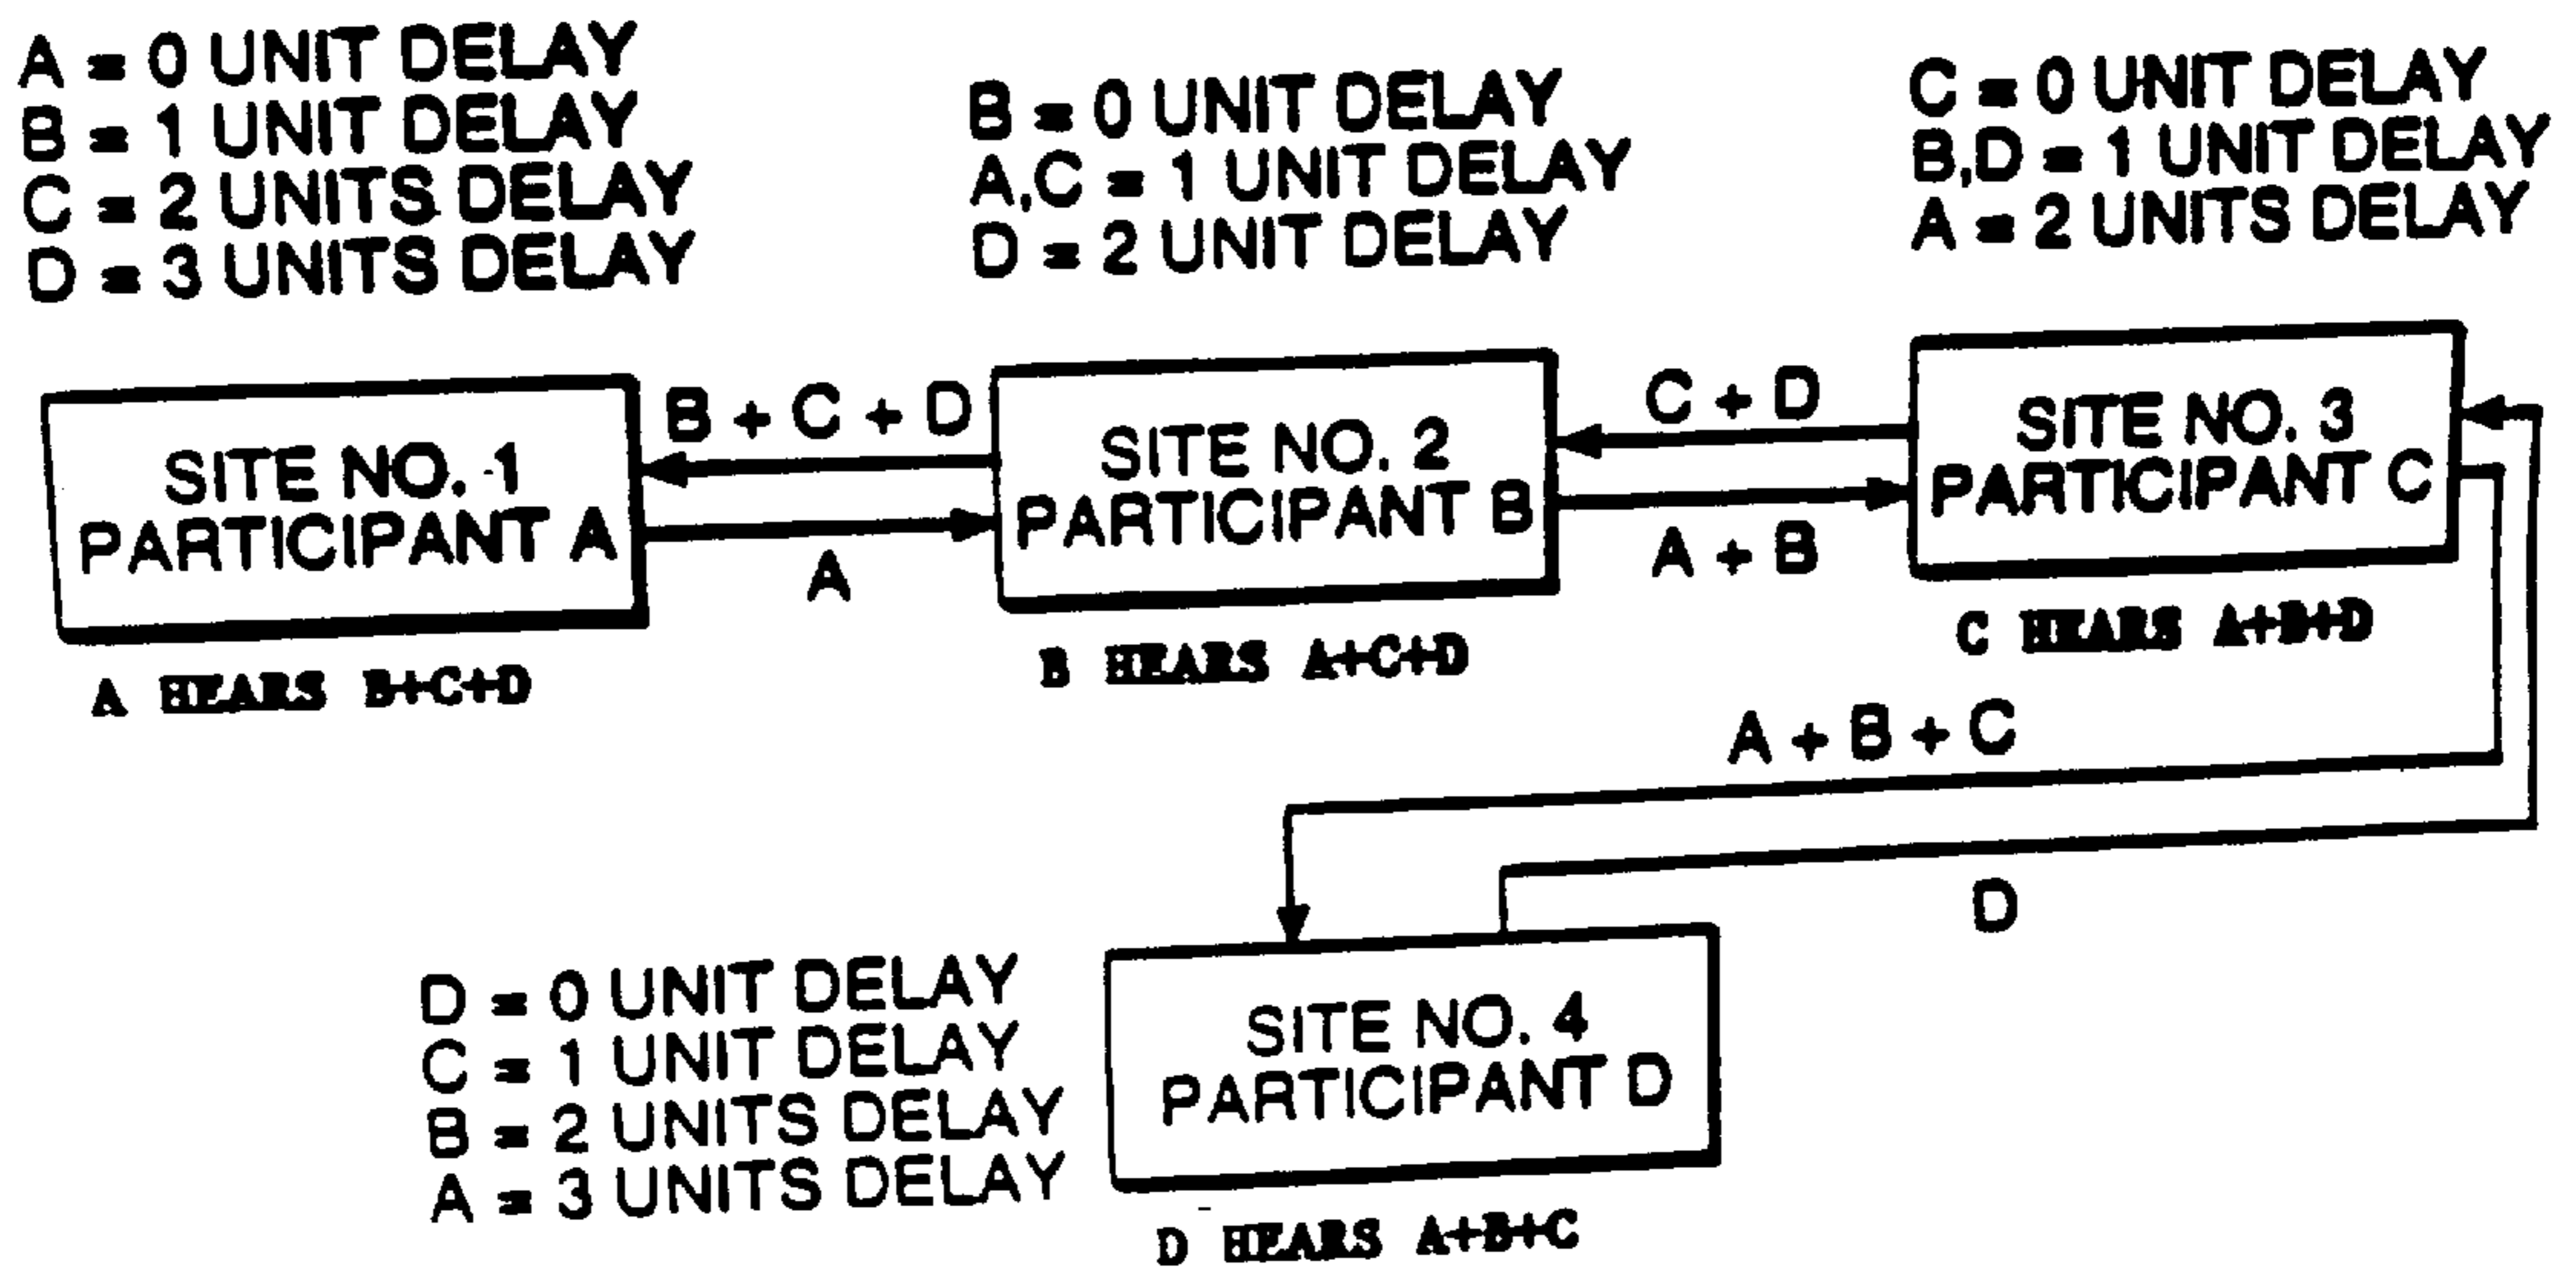 A = 0 UNIT DELAY
B = 1 UNIT DELAY
C = 2 UNITS DELAY
D = 3 UNITS DELAY
B = 0 UNIT DELAY
A,C = 1 UNIT DELAY
D = 2 UNIT DELAY
C = 0 UNIT DELAY
B,D = 1 UNIT DELAY
A = 2 UNITS DELAY
SITE NO. 1
PARTICIPANT A
B + C + D
A
SITE NO. 2
PARTICIPANT B
C + D
A + B
SITE NO. 3
PARTICIPANT C
A HEARS B+C+D
B HEARS A+C+D
C HEARS A+B+D
A + B + C
D
D = 0 UNIT DELAY
C = 1 UNIT DELAY
B = 2 UNITS DELAY
A = 3 UNITS DELAY
SITE NO. 4
PARTICIPANT D
D HEARS A+B+C